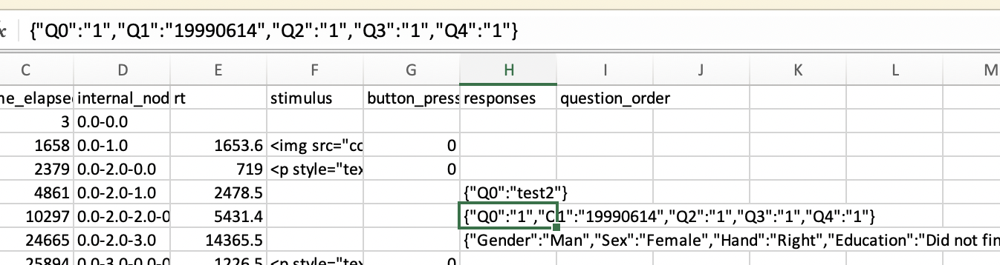 {"Q0":"1","Q1":"19990614","Q2":"1","Q3":"1","Q4":"1"}
C D E F G H I J K L M
ne_elapse internal_nod rt stimulus button_press responses question_order
3 0.0-0.0
1658 0.0-1.0 1653.6 <img src="cc 0
2379 0.0-2.0-0.0 719 <p style="tex 0
4861 0.0-2.0-1.0 2478.5 {"Q0":"test2"}
10297 0.0-2.0-2.0-0 5431.4 {"Q0":"1","Q1":"19990614","Q2":"1","Q3":"1","Q4":"1"}
24665 0.0-2.0-3.0 14365.5 {"Gender":"Man","Sex":"Female","Hand":"Right","Education":"Did not fin
25894 0.0-3.0-0.0-0 1226.5 <p style="tex 0